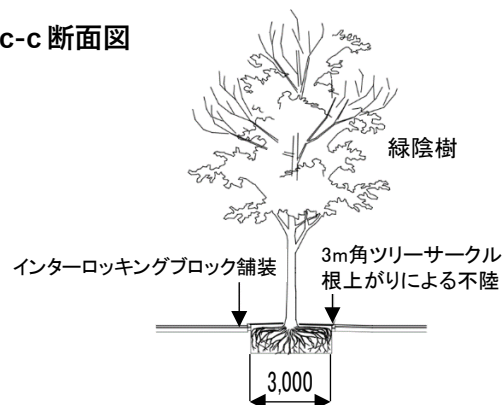 c-c 断面図
緑陰樹
インターロッキングブロック舗装
3m角ツリーサークル
根上がりによる不陸
3,000